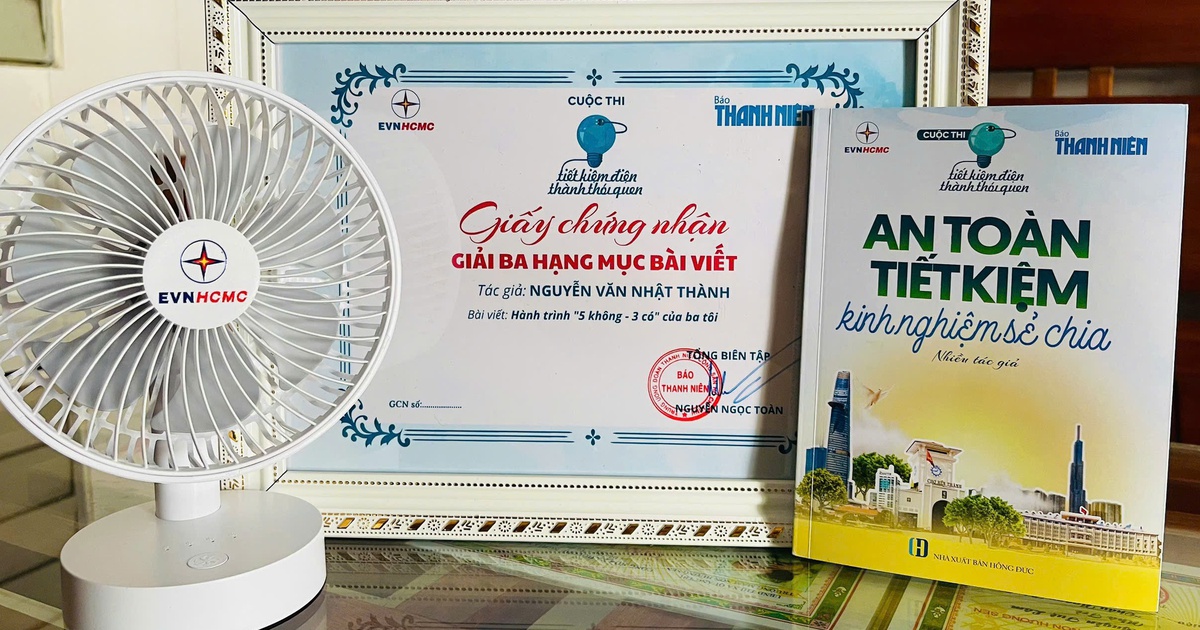 EVNHCMC
EVNHCMC
CUỘC THI
Báo
THANH NIÊN
tiết kiệm điện
thành thói quen
Giấy chứng nhận
GIẢI BA HẠNG MỤC BÀI VIẾT
Tác giả: NGUYỄN VĂN NHẬT THÀNH
Bài viết: Hành trình "5 không - 3 có" của ba tôi
TỔNG BIÊN TẬP
BÁO
THANH NIÊN
NGUYỄN NGỌC TOÀN
GCN số:....................
EVNHCMC
CUỘC THI
Báo
THANH NIÊN
tiết kiệm điện
thành thói quen
AN TOÀN
TIẾT KIỆM
kinh nghiệm sẻ chia
Nhiều tác giả
CHỢ BẾN THÀNH
NHÀ XUẤT BẢN HỒNG ĐỨC